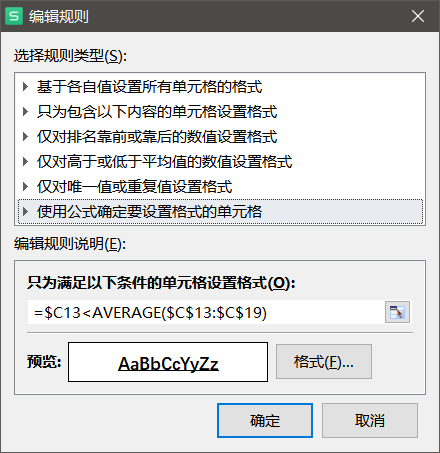 S 编辑规则
选择规则类型(S):
基于各自值设置所有单元格的格式
只为包含以下内容的单元格设置格式
仅对排名靠前或靠后的数值设置格式
仅对高于或低于平均值的数值设置格式
仅对唯一值或重复值设置格式
使用公式确定要设置格式的单元格
编辑规则说明(E):
只为满足以下条件的单元格设置格式(O):
=$C13<AVERAGE($C$13:$C$19)
预览: AaBbCcYyZz 格式(F)...
确定 取消